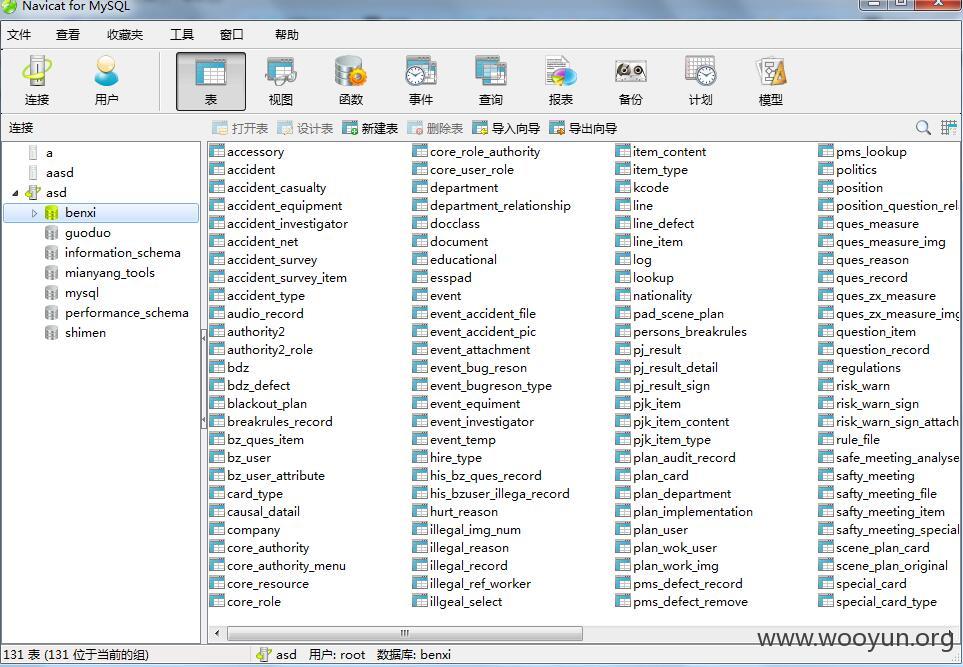 Navicat for MySQL
文件 查看 收藏夹 工具 窗口 帮助
连接 用户 表 视图 函数 事件 查询 报表 备份 计划 模型
连接 打开表 设计表 新建表 删除表 导入向导 导出向导
a
aasd
asd
benxi
guoduo
information_schema
mianyang_tools
mysql
performance_schema
shimen
accessory
accident
accident_casualty
accident_equipment
accident_investigator
accident_net
accident_survey
accident_survey_item
accident_type
audio_record
authority2
authority2_role
bdz
bdz_defect
blackout_plan
breakrules_record
bz_ques_item
bz_user
bz_user_attribute
card_type
causal_datail
company
core_authority
core_authority_menu
core_resource
core_role
core_role_authority
core_user_role
department
department_relationship
docclass
document
educational
esspad
event
event_accident_file
event_accident_pic
event_attachment
event_bug_reson
event_bugreson_type
event_equiment
event_investigator
event_temp
hire_type
his_bz_ques_record
his_bzuser_illega_record
hurt_reason
illegal_img_num
illegal_reason
illegal_record
illegal_ref_worker
illgeal_select
item_content
item_type
kcode
line
line_defect
line_item
log
lookup
nationality
pad_scene_plan
persons_breakrules
pj_result
pj_result_detail
pj_result_sign
pjk_item
pjk_item_content
pjk_item_type
plan_audit_record
plan_card
plan_department
plan_implementation
plan_user
plan_wok_user
plan_work_img
pms_defect_record
pms_defect_remove
pms_lookup
politics
position
position_question_rel
ques_measure
ques_measure_img
ques_reason
ques_record
ques_zx_measure
ques_zx_measure_img
question_item
question_record
regulations
risk_warn
risk_warn_sign
risk_warn_sign_attach
rule_file
safe_meeting_analyse
safty_meeting
safty_meeting_file
safty_meeting_item
safty_meeting_special
scene_plan_card
scene_plan_original
special_card
special_card_type
www.wooyun.org
131 表 (131 位于当前的组) asd 用户: root 数据库: benxi